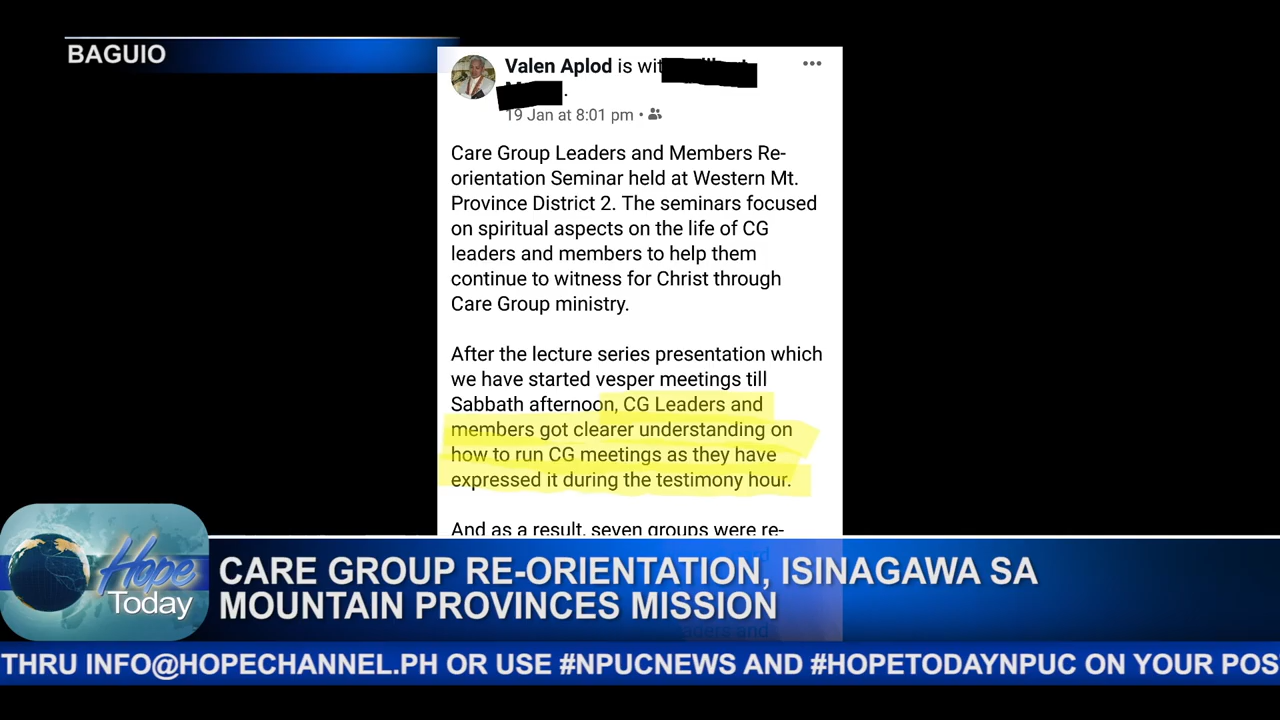 BAGUIO
Valen Aplod is wit
19 Jan at 8:01 pm •
Care Group Leaders and Members Re-
orientation Seminar held at Western Mt.
Province District 2. The seminars focused
on spiritual aspects on the life of CG
leaders and members to help them
continue to witness for Christ through
Care Group ministry.
After the lecture series presentation which
we have started vesper meetings till
Sabbath afternoon, CG Leaders and
members got clearer understanding on
how to run CG meetings as they have
expressed it during the testimony hour.
And as a result, seven groups were re-
Hope
Today
CARE GROUP RE-ORIENTATION, ISINAGAWA SA
MOUNTAIN PROVINCES MISSION
THRU INFO@HOPECHANNEL.PH OR USE #NPUCNEWS AND #HOPETODAYNPUC ON YOUR POS